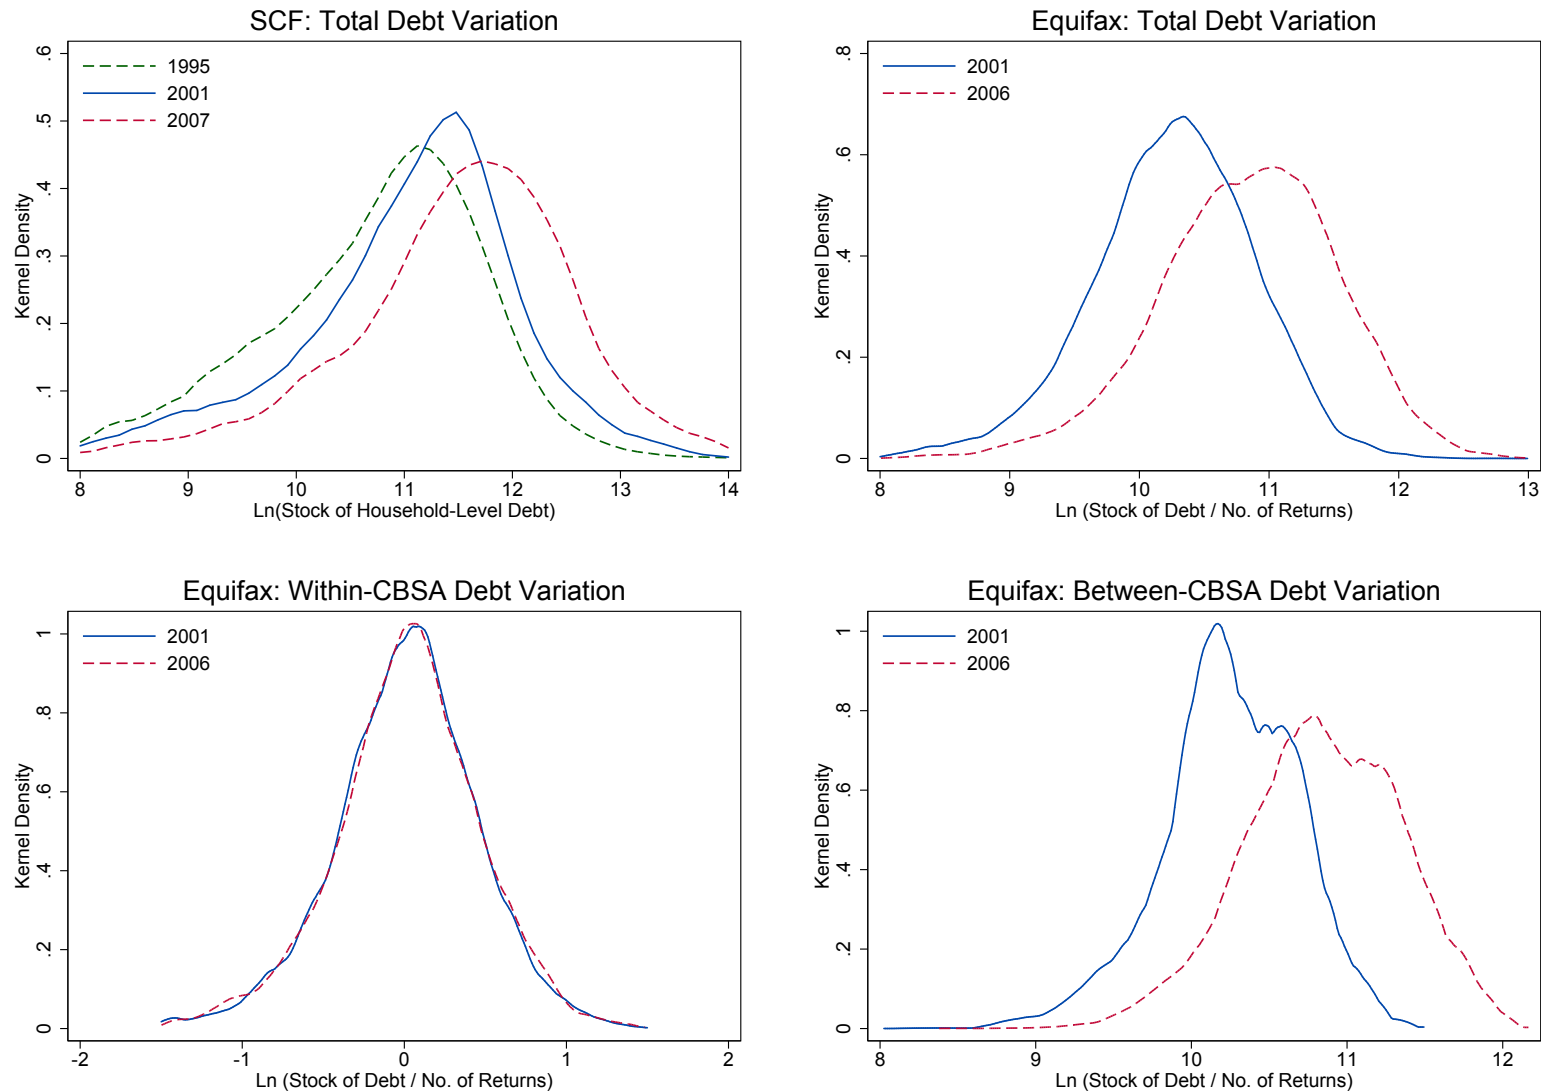 SCF: Total Debt Variation
.6
.5
.4
.3
.2
.1
0
Kernel Density
1995
2001
2007
8 9 10 11 12 13 14
Ln(Stock of Household-Level Debt)
Equifax: Total Debt Variation
.8
.6
.4
.2
0
Kernel Density
2001
2006
8 9 10 11 12 13
Ln (Stock of Debt / No. of Returns)
Equifax: Within-CBSA Debt Variation
1
.8
.6
.4
.2
0
Kernel Density
2001
2006
-2 -1 0 1 2
Ln (Stock of Debt / No. of Returns)
Equifax: Between-CBSA Debt Variation
1
.8
.6
.4
.2
0
Kernel Density
2001
2006
8 9 10 11 12
Ln (Stock of Debt / No. of Returns)